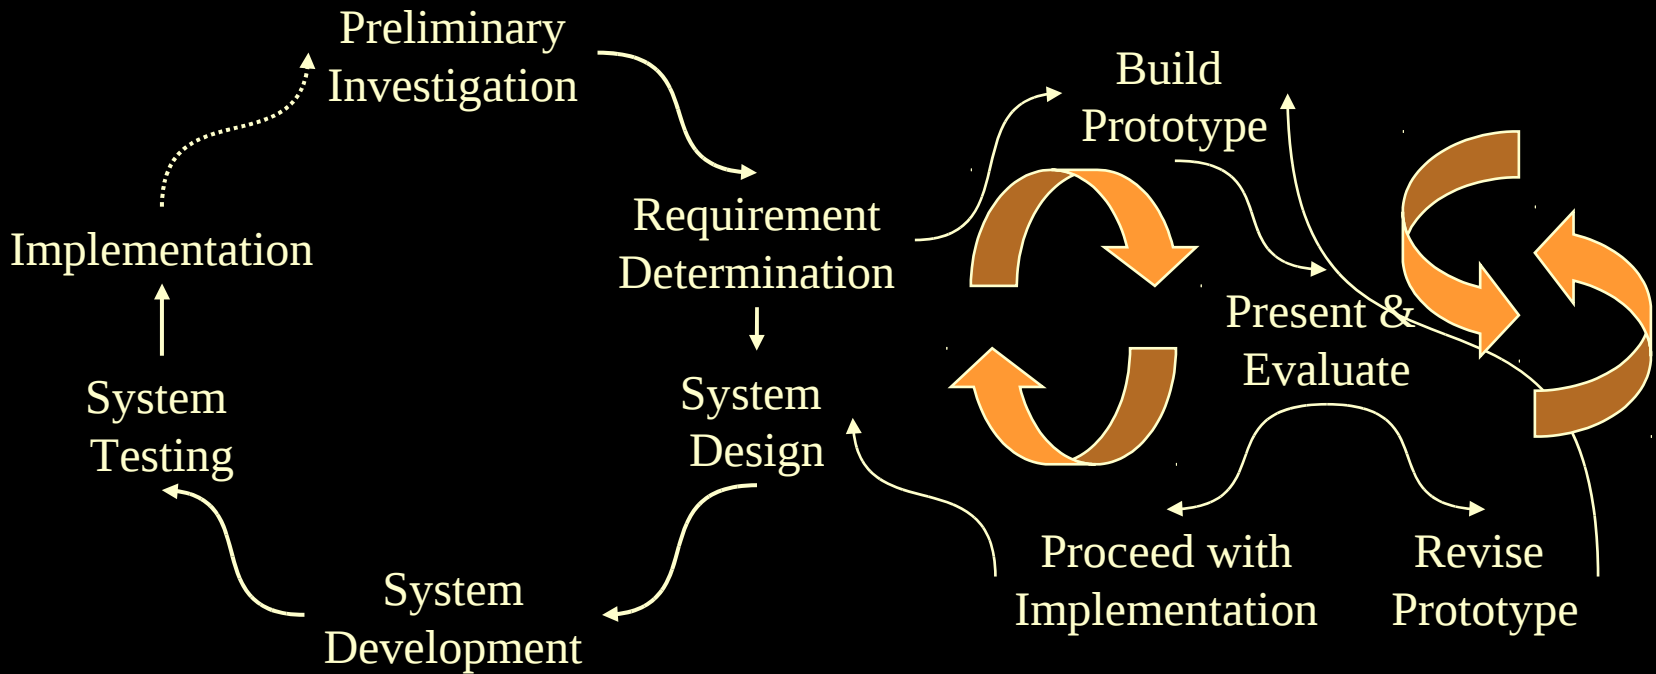 Preliminary
Investigation
Requirement
Determination
System
Design
System
Development
System
Testing
Implementation
Build
Prototype
Present &
Evaluate
Proceed with
Implementation
Revise
Prototype